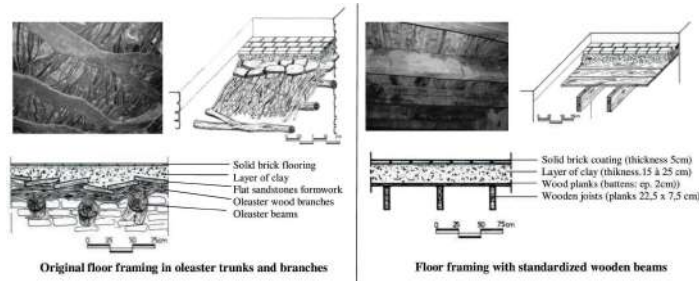 Solid brick flooring
Layer of clay
Flat sandstones formwork
Oleaster wood branches
Oleaster beams
0 25 50 75cm
Original floor framing in oleaster trunks and branches
Solid brick coating (thickness 5cm)
Layer of clay (thikness.15 à 25 cm)
Wood planks (battens: ep. 2cm))
Wooden joists (planks 22,5 x 7,5 cm)
0 25 50 75cm
Floor framing with standardized wooden beams